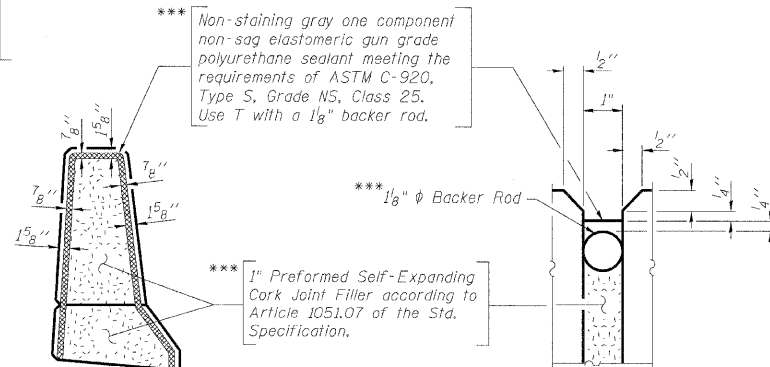 *** Non-staining gray one component
non-sag elastomeric gun grade
polyurethane sealant meeting the
requirements of ASTM C-920,
Type S, Grade NS, Class 25.
Use T with a 1⅛" backer rod.
⅞"
1⅝"
⅞"
⅞"
1⅝"
1⅝"
½"
1"
½"
½"
¼"
¼"
***1⅛" ϕ Backer Rod
*** 1" Preformed Self-Expanding
Cork Joint Filler according to
Article 1051.07 of the Std.
Specification.